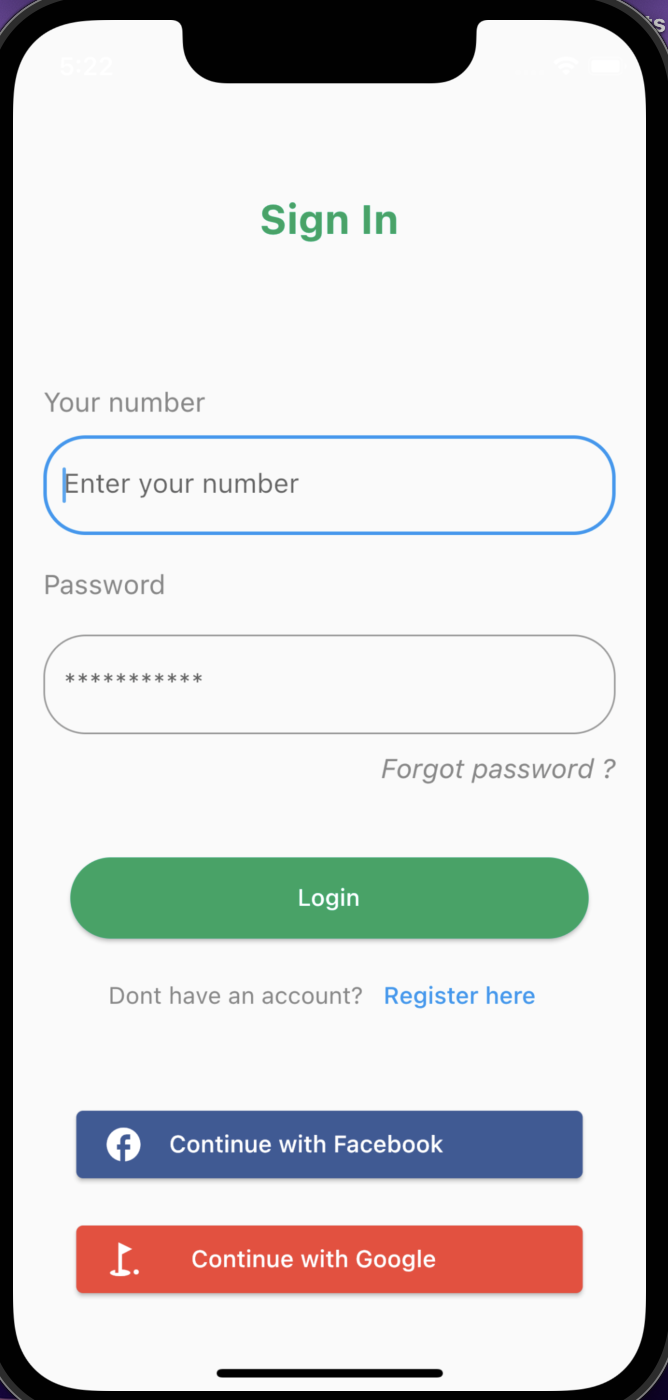 5:22
Sign In
Your number
Enter your number
Password
***********
Forgot password ?
Login
Dont have an account? Register here
Continue with Facebook
Continue with Google